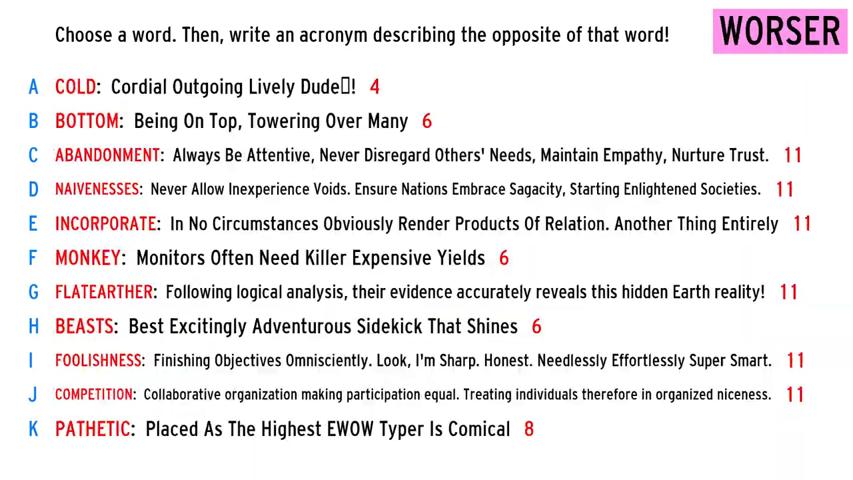 Choose a word. Then, write an acronym describing the opposite of that word!
WORSER
A COLD: Cordial Outgoing Lively Dude▯! 4
B BOTTOM: Being On Top, Towering Over Many 6
C ABANDONMENT: Always Be Attentive, Never Disregard Others' Needs, Maintain Empathy, Nurture Trust. 11
D NAIVENESSES: Never Allow Inexperience Voids. Ensure Nations Embrace Sagacity, Starting Enlightened Societies. 11
E INCORPORATE: In No Circumstances Obviously Render Products Of Relation. Another Thing Entirely 11
F MONKEY: Monitors Often Need Killer Expensive Yields 6
G FLATEARTHER: Following logical analysis, their evidence accurately reveals this hidden Earth reality! 11
H BEASTS: Best Excitingly Adventurous Sidekick That Shines 6
I FOOLISHNESS: Finishing Objectives Omnisciently. Look, I'm Sharp. Honest. Needlessly Effortlessly Super Smart. 11
J COMPETITION: Collaborative organization making participation equal. Treating individuals therefore in organized niceness. 11
K PATHETIC: Placed As The Highest EWOW Typer Is Comical 8